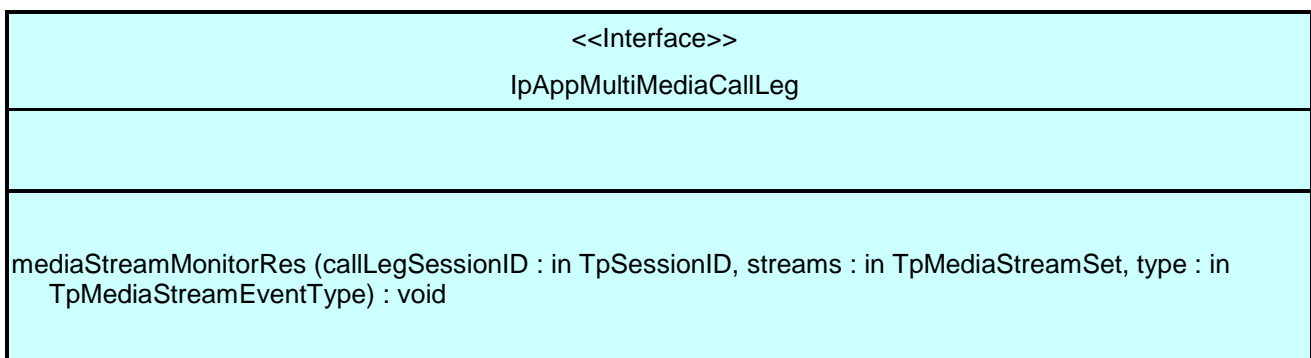 <<Interface>>
IpAppMultiMediaCallLeg
mediaStreamMonitorRes (callLegSessionID : in TpSessionID, streams : in TpMediaStreamSet, type : in
TpMediaStreamEventType) : void